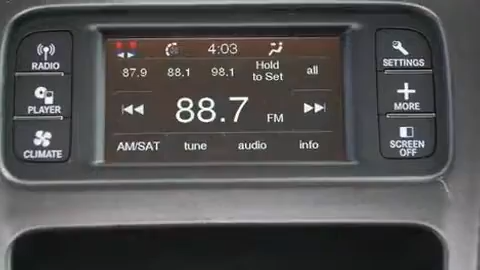 RADIO
PLAYER
CLIMATE
4:03
87.9 88.1 98.1 Hold to Set all
88.7 FM
AM/SAT tune audio info
SETTINGS
MORE
SCREEN
OFF